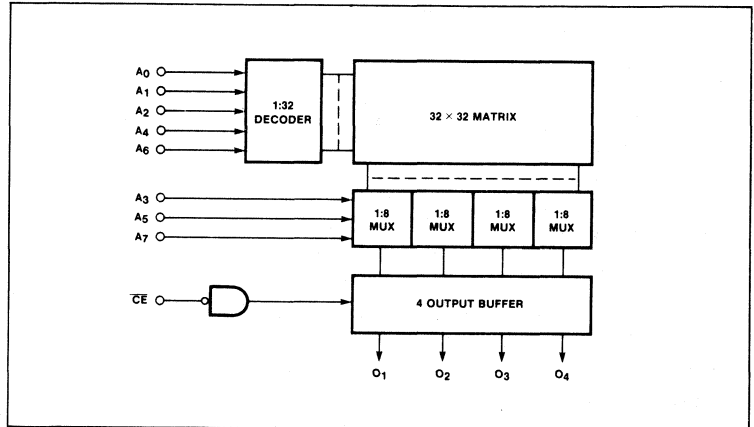 A0
A1
A2
A4
A6
1:32
DECODER
32 × 32 MATRIX
A3
A5
A7
1:8
MUX
1:8
MUX
1:8
MUX
1:8
MUX
CE
4 OUTPUT BUFFER
O1
O2
O3
O4